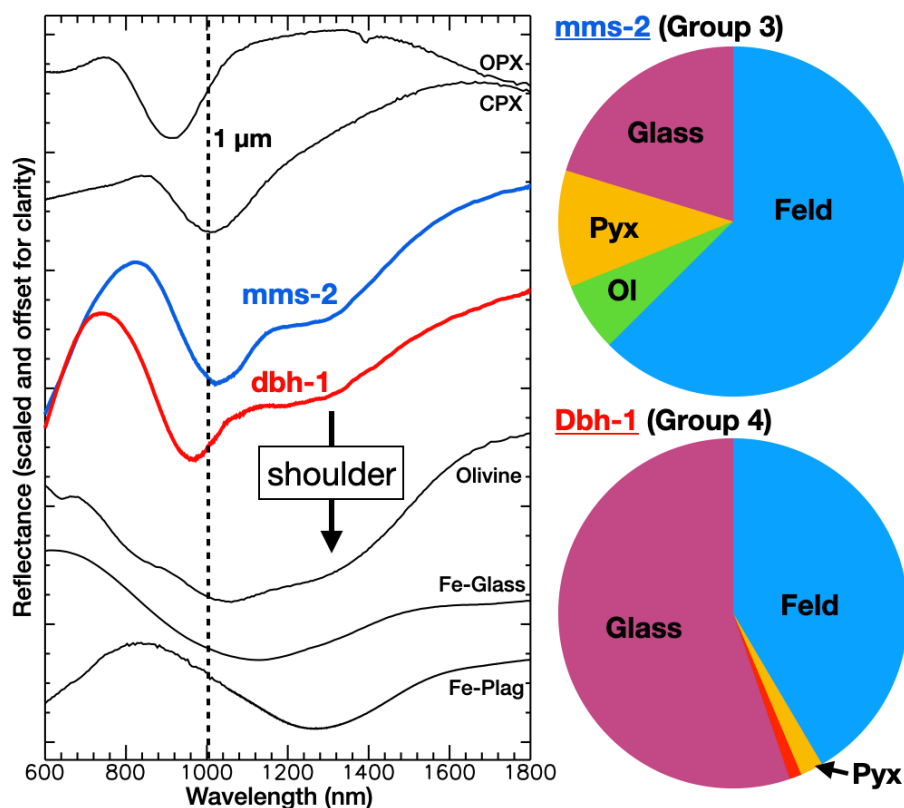 Reflectance (scaled and offset for clarity)
OPX
CPX
1 µm
mms-2
dbh-1
shoulder
Olivine
Fe-Glass
Fe-Plag
600 800 1000 1200 1400 1600 1800
Wavelength (nm)
mms-2 (Group 3)
Glass
Feld
Pyx
Ol
Dbh-1 (Group 4)
Feld
Glass
Pyx